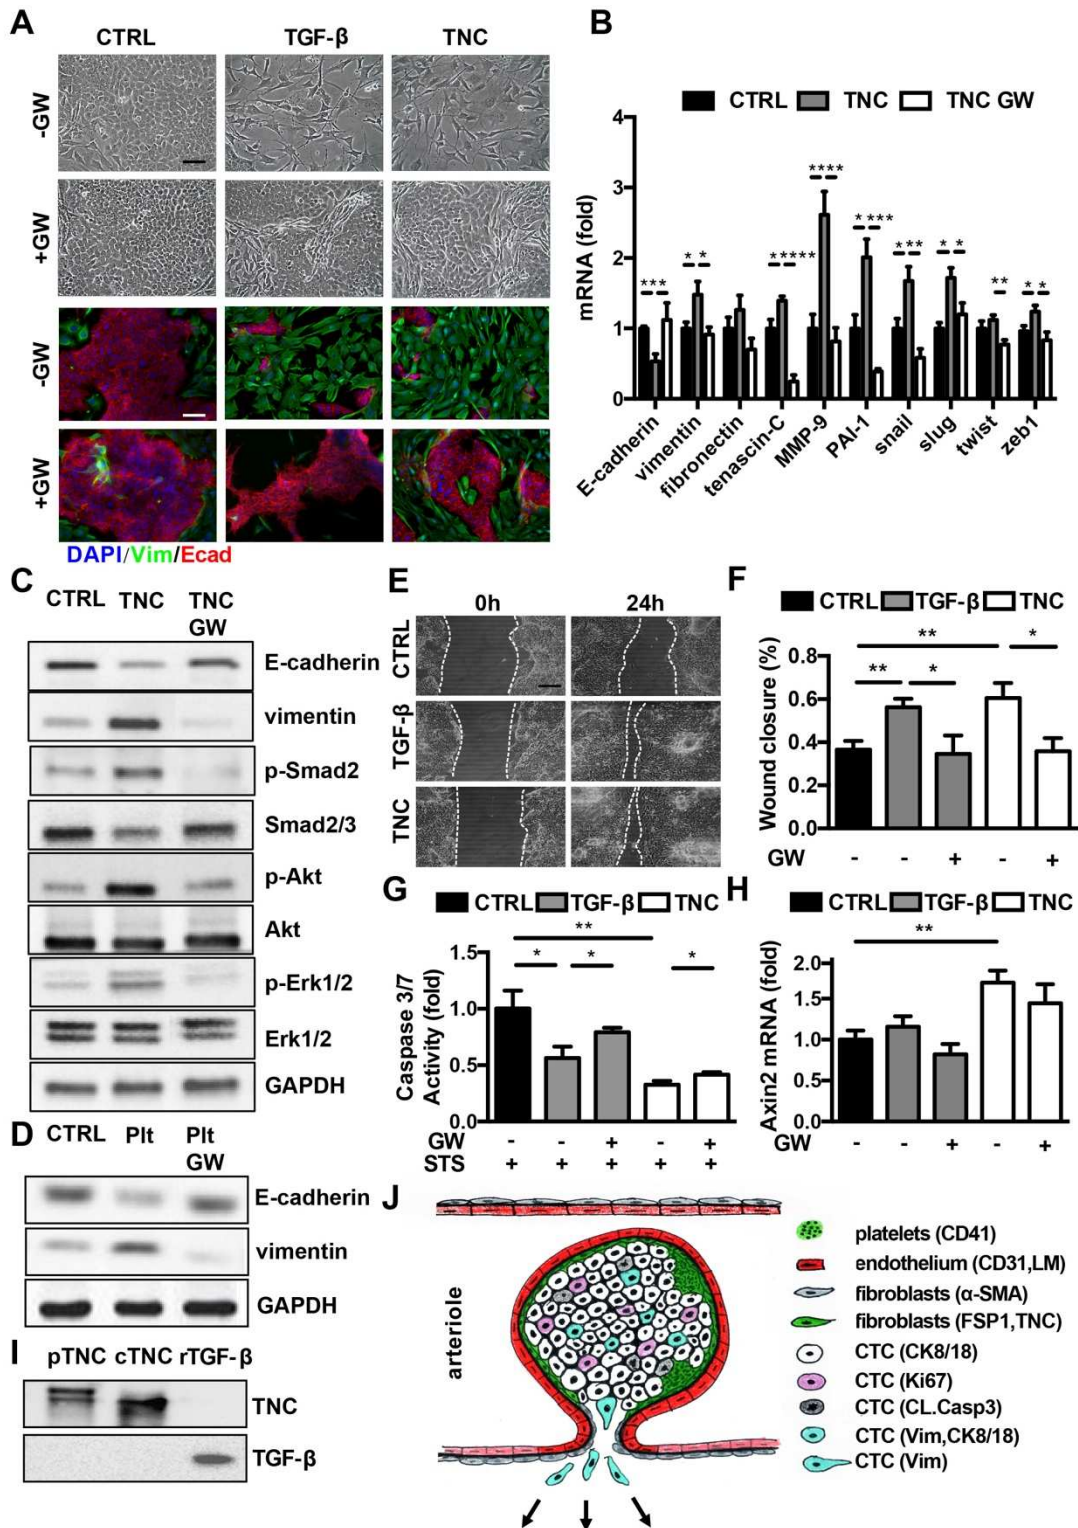 A
CTRL
TGF-β
TNC
-GW
+GW
-GW
+GW
DAPI/Vim/Ecad
B
CTRL TNC TNC GW
mRNA (fold)
4
3
2
1
0
*** * * ***** **** * *** * ** * * ** * *
E-cadherin
vimentin
fibronectin
tenascin-C
MMP-9
PAI-1
snail
slug
twist
zeb1
C
CTRL TNC TNC
GW
E-cadherin
vimentin
p-Smad2
Smad2/3
p-Akt
Akt
p-Erk1/2
Erk1/2
GAPDH
D
CTRL Plt Plt
GW
E-cadherin
vimentin
GAPDH
E
0h 24h
CTRL
TGF-β
TNC
F
CTRL TGF-β TNC
Wound closure (%)
0.8
0.6
0.4
0.2
0.0
** *
** *
GW - - + - +
G
CTRL TGF-β TNC
Caspase 3/7
Activity (fold)
1.5
1.0
0.5
0.0
**
* * *
GW - - + - +
STS + + + + +
H
CTRL TGF-β TNC
Axin2 mRNA (fold)
2.0
1.5
1.0
0.5
0.0
**
GW - - + - +
I
pTNC cTNC rTGF-β
TNC
TGF-β
J
arteriole
platelets (CD41)
endothelium (CD31,LM)
fibroblasts (α-SMA)
fibroblasts (FSP1,TNC)
CTC (CK8/18)
CTC (Ki67)
CTC (CL.Casp3)
CTC (Vim,CK8/18)
CTC (Vim)